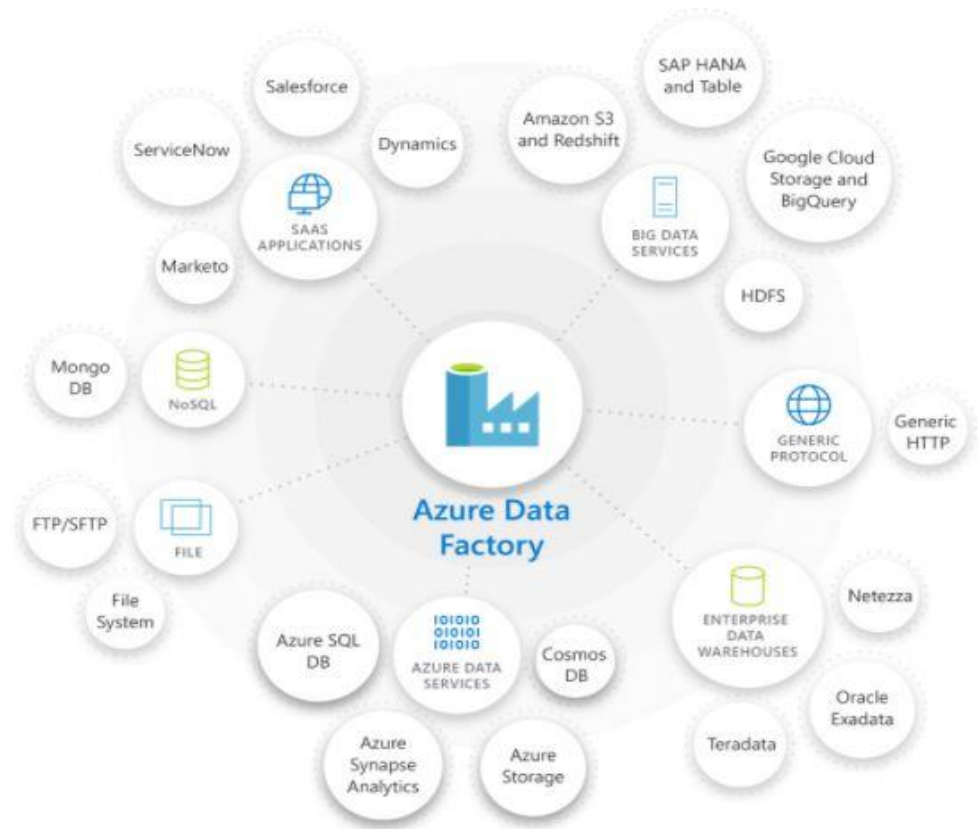 Salesforce
ServiceNow
Dynamics
SAAS
APPLICATIONS
Marketo
SAP HANA
and Table
Amazon S3
and Redshift
Google Cloud
Storage and
BigQuery
BIG DATA
SERVICES
HDFS
Mongo
DB
NoSQL
GENERIC
PROTOCOL
Generic
HTTP
FTP/SFTP
FILE
File
System
Azure Data
Factory
Azure SQL
DB
IOIOIO
OIOIOI
IOIOIO
AZURE DATA
SERVICES
Cosmos
DB
Azure
Synapse
Analytics
Azure
Storage
ENTERPRISE
DATA
WAREHOUSES
Netezza
Oracle
Exadata
Teradata